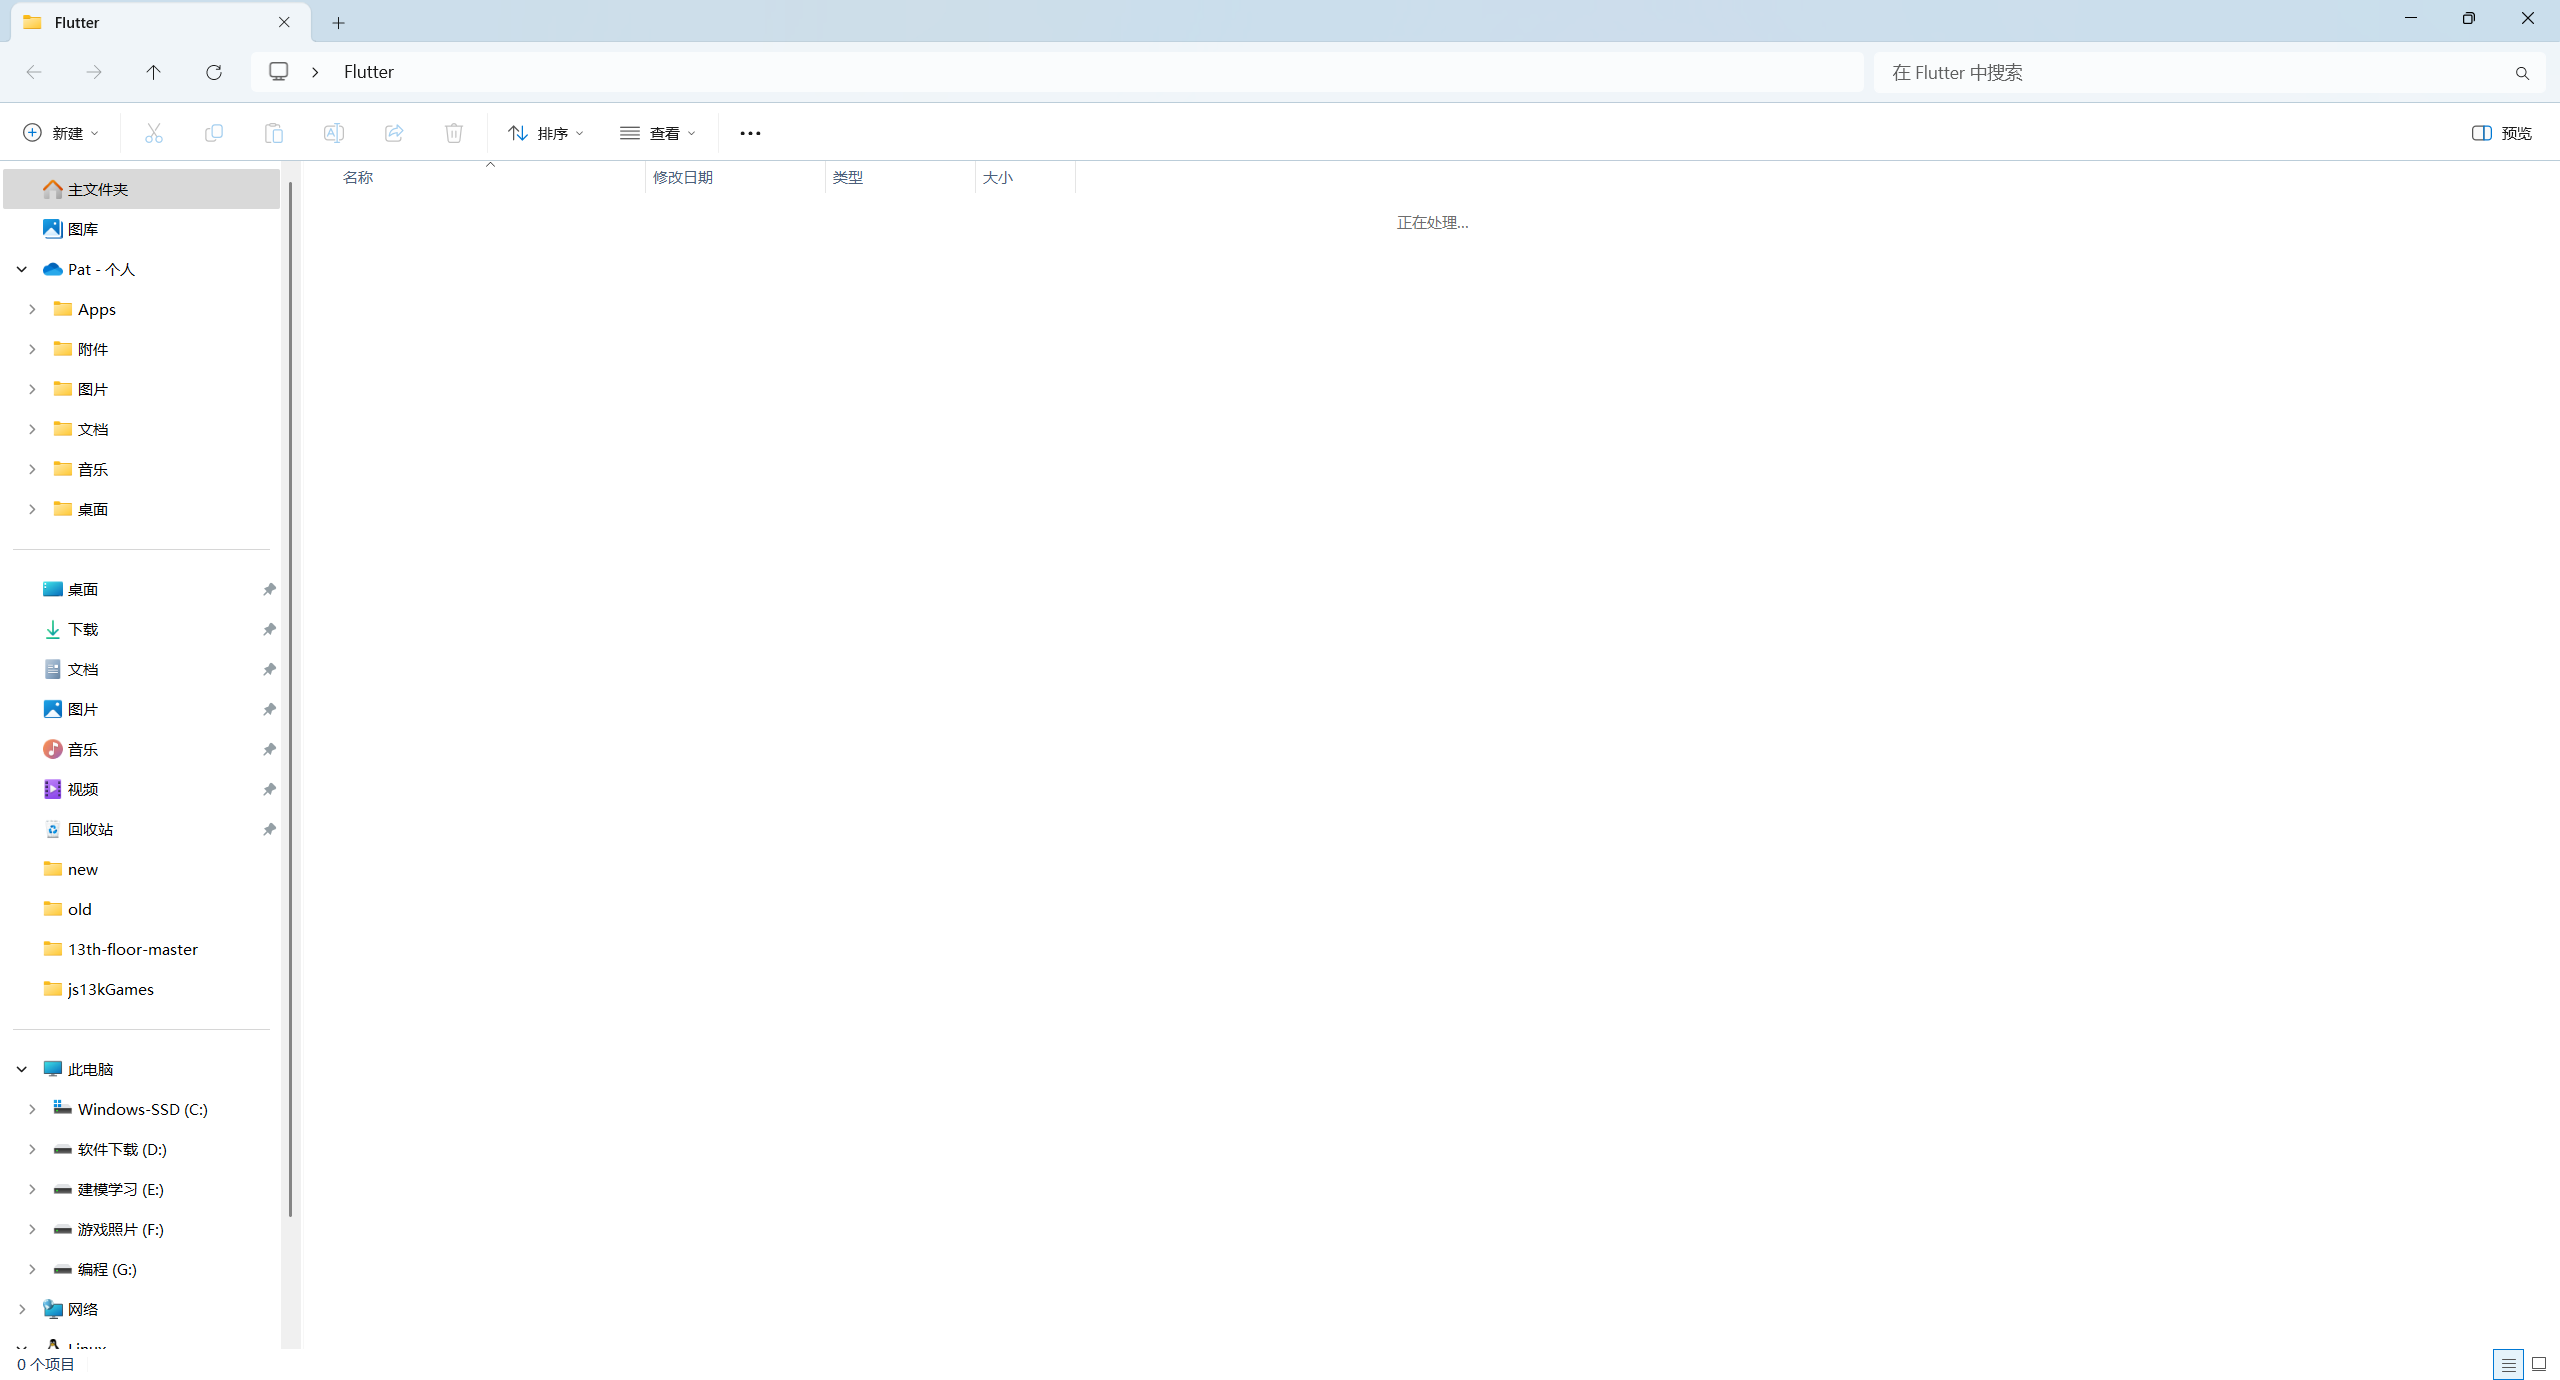 Flutter
Flutter
在 Flutter 中搜索
新建
排序
查看
预览
名称
修改日期
类型
大小
正在处理...
主文件夹
图库
Pat - 个人
Apps
附件
图片
文档
音乐
桌面
桌面
下载
文档
图片
音乐
视频
回收站
new
old
13th-floor-master
js13kGames
此电脑
Windows-SSD (C:)
软件下载 (D:)
建模学习 (E:)
游戏照片 (F:)
编程 (G:)
网络
Linux
0 个项目